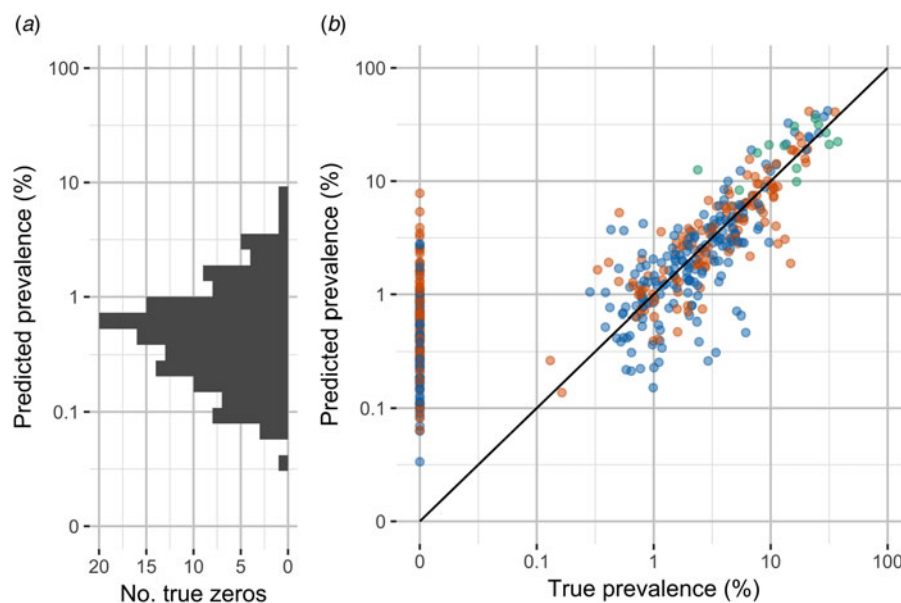 (a)
(b)
Predicted prevalence (%)
100
10
1
0.1
0
20 15 10 5 0
No. true zeros
Predicted prevalence (%)
100
10
1
0.1
0
0 0.1 1 10 100
True prevalence (%)